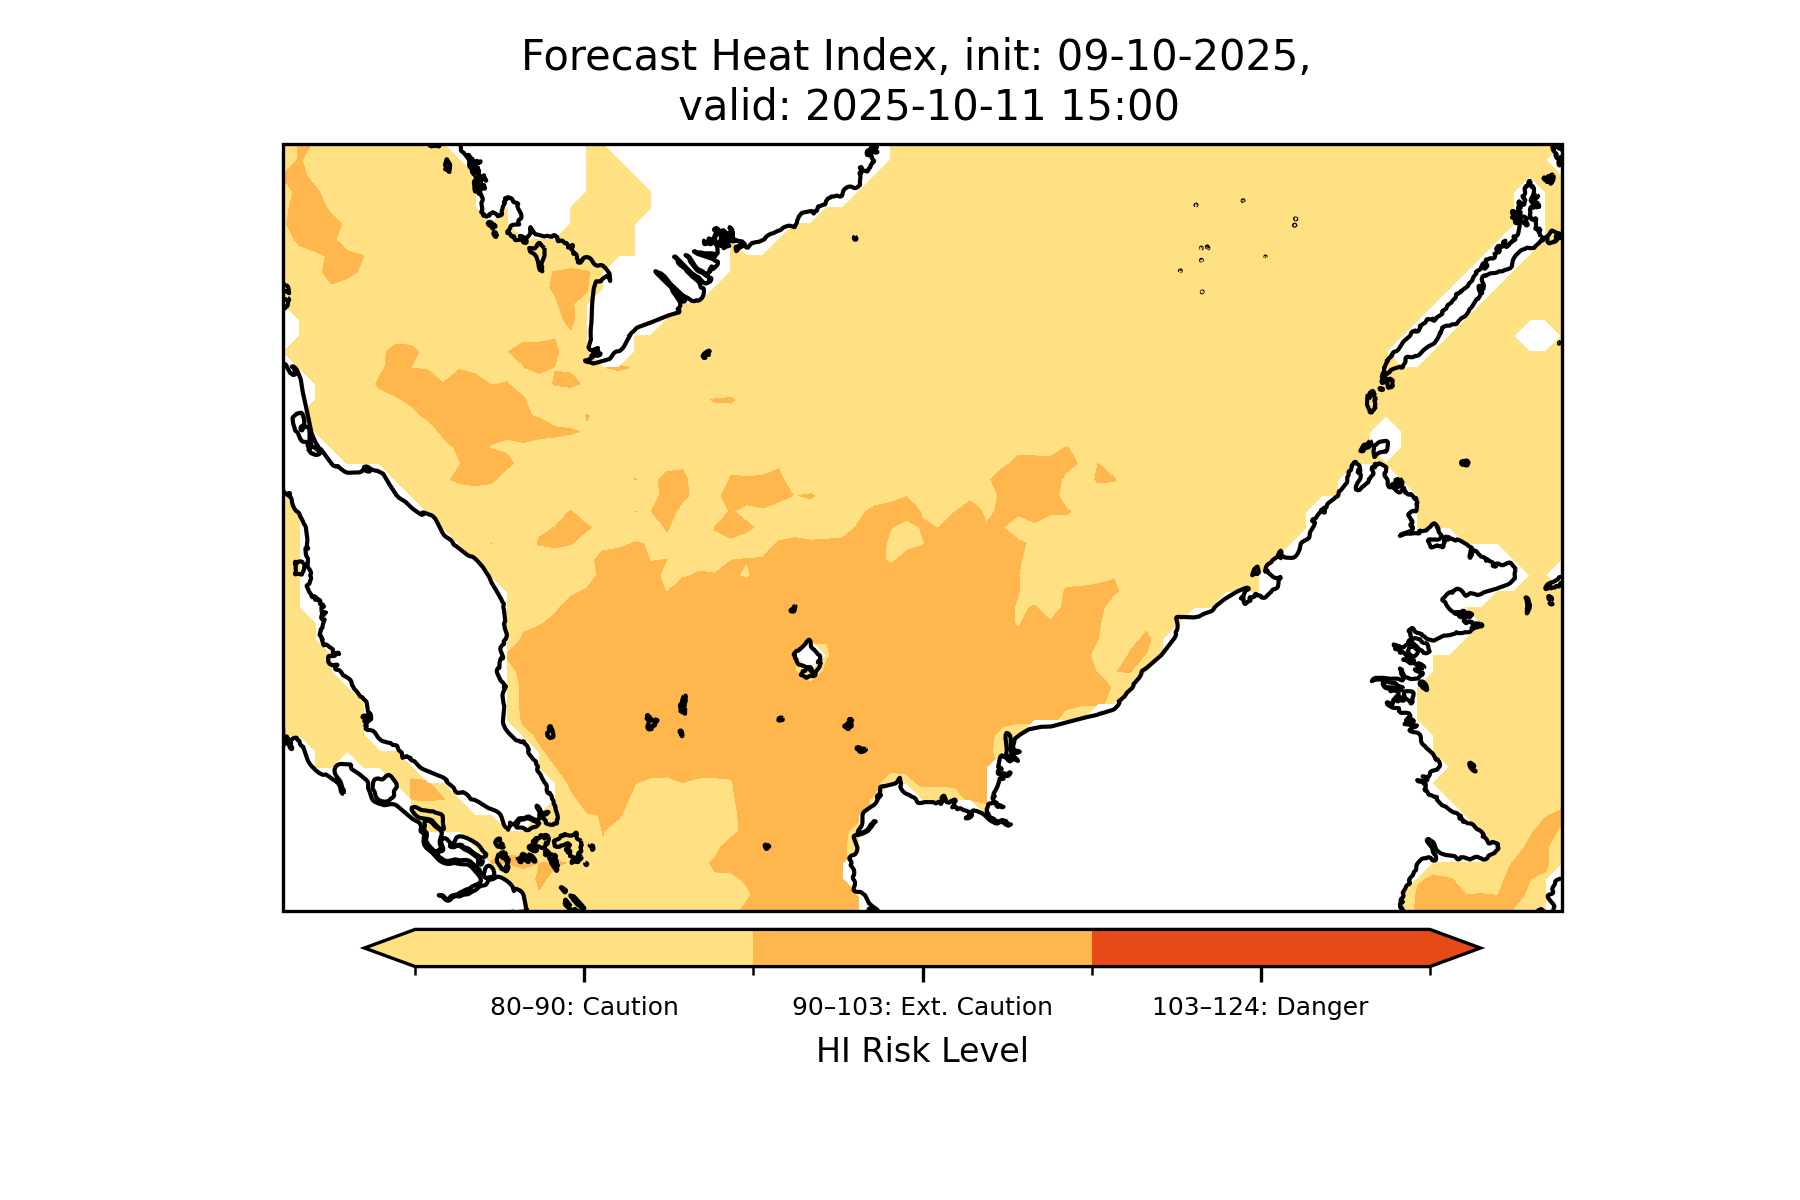 Forecast Heat Index, init: 09-10-2025,
valid: 2025-10-11 15:00
80–90: Caution
90–103: Ext. Caution
103–124: Danger
HI Risk Level